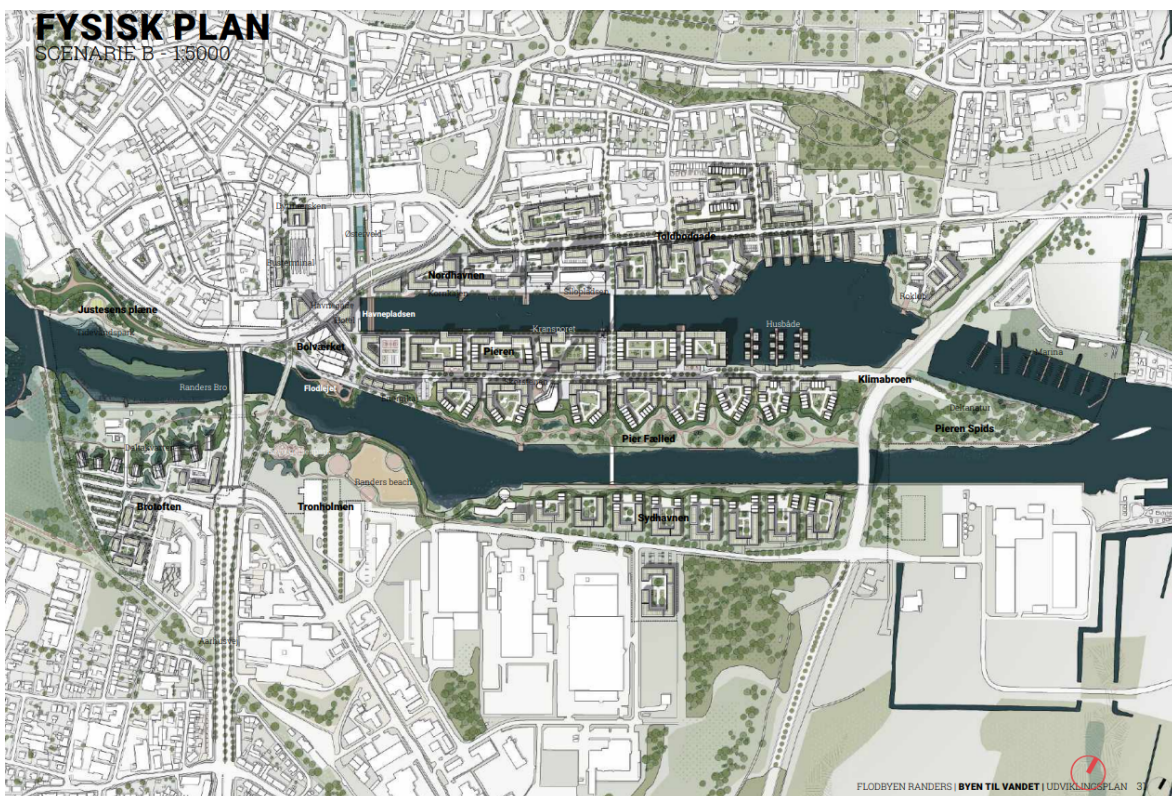 FYSISK PLAN
SCENARIE B - 1:5000
Østervold
Toldbodgade
Nordhavnen
Justesens plæne
Havnepladsen
Kransporet
Husbåde
Bolværket
Pieren
Marina
Klimabroen
Randers Bro
Flodlejet
Deltanatur
Pieren Spids
Pier Fælled
Randers beach
Brotoften
Tronholmen
Sydhavnen
FLODBYEN RANDERS | BYEN TIL VANDET | UDVIKLINGSPLAN